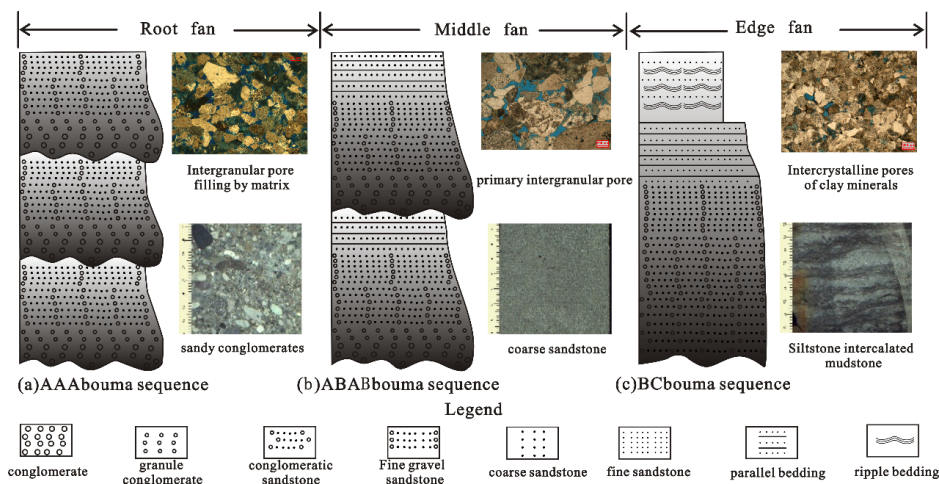 Root fan
Middle fan
Edge fan
Intergranular pore
filling by matrix
primary intergranular pore
Intercrystalline pores
of clay minerals
sandy conglomerates
coarse sandstone
Siltstone intercalated
mudstone
(a)AAAbouma sequence
(b)ABABbouma sequence
(c)BCbouma sequence
Legend
conglomerate
granule
conglomerate
conglomeratic
sandstone
Fine gravel
sandstone
coarse sandstone
fine sandstone
parallel bedding
ripple bedding